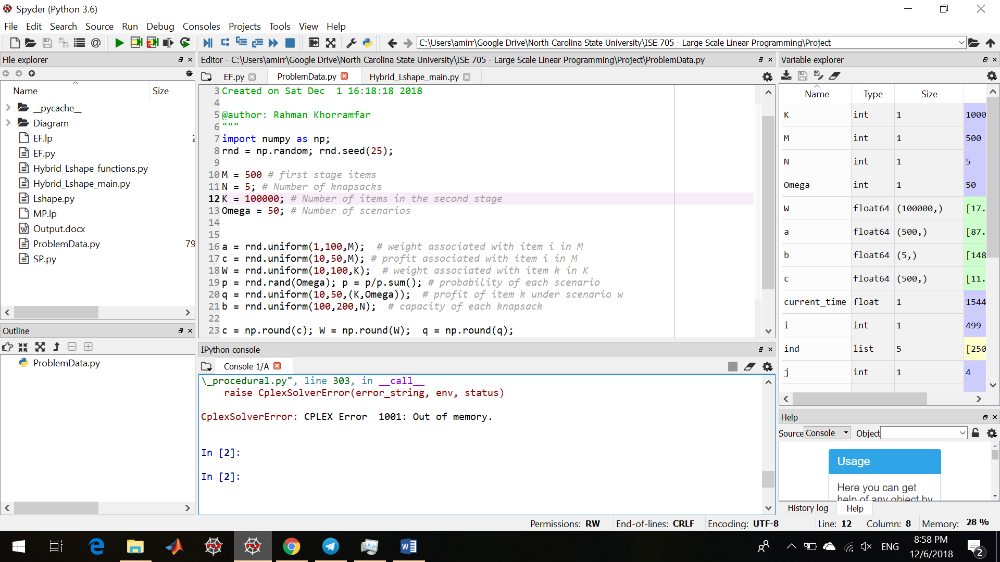 Spyder (Python 3.6)
File Edit Search Source Run Debug Consoles Projects Tools View Help
C:\Users\amirr\Google Drive\North Carolina State University\ISE 705 - Large Scale Linear Programming\Project
File explorer
Name Size
__pycache__
Diagram
EF.lp
EF.py
Hybrid_Lshape_functions.py
Hybrid_Lshape_main.py
Lshape.py
MP.lp
Output.docx
ProblemData.py 79
SP.py
Outline
ProblemData.py
Editor - C:\Users\amirr\Google Drive\North Carolina State University\ISE 705 - Large Scale Linear Programming\Project\ProblemData.py
EF.py ProblemData.py Hybrid_Lshape_main.py
3 Created on Sat Dec  1 16:18:18 2018
4
5 @author: Rahman Khorramfar
6 """
7 import numpy as np;
8 rnd = np.random; rnd.seed(25);
9
10 M = 500 # first stage items
11 N = 5; # Number of knapsacks
12 K = 100000; # Number of items in the second stage
13 Omega = 50; # Number of scenarios
14
15
16 a = rnd.uniform(1,100,M);  # weight associated with item i in M
17 c = rnd.uniform(10,50,M); # profit associated with item i in M
18 W = rnd.uniform(10,100,K);  # weight associated with item k in K
19 p = rnd.rand(Omega); p = p/p.sum(); # probability of each scenario
20 q = rnd.uniform(10,50,(K,Omega));  # profit of item k under scenario w
21 b = rnd.uniform(100,200,N);  # capacity of each knapsack
22
23 c = np.round(c); W = np.round(W);  q = np.round(q);
IPython console
Console 1/A
\_procedural.py", line 303, in __call__
raise CplexSolverError(error_string, env, status)
CplexSolverError: CPLEX Error  1001: Out of memory.
In [2]:
In [2]:
Variable explorer
Name Type Size
K int 1 1000
M int 1 500
N int 1 5
Omega int 1 50
W float64 (100000,) [17.
a float64 (500,) [87.
b float64 (5,) [148
c float64 (500,) [11.
current_time float 1 1544
i int 1 499
ind list 5 [250
j int 1 4
Help
Source Console Object
Usage
Here you can get
help of any object by
History log Help
Permissions: RW End-of-lines: CRLF Encoding: UTF-8 Line: 12 Column: 8 Memory: 28 %
ENG
8:58 PM
12/6/2018
2